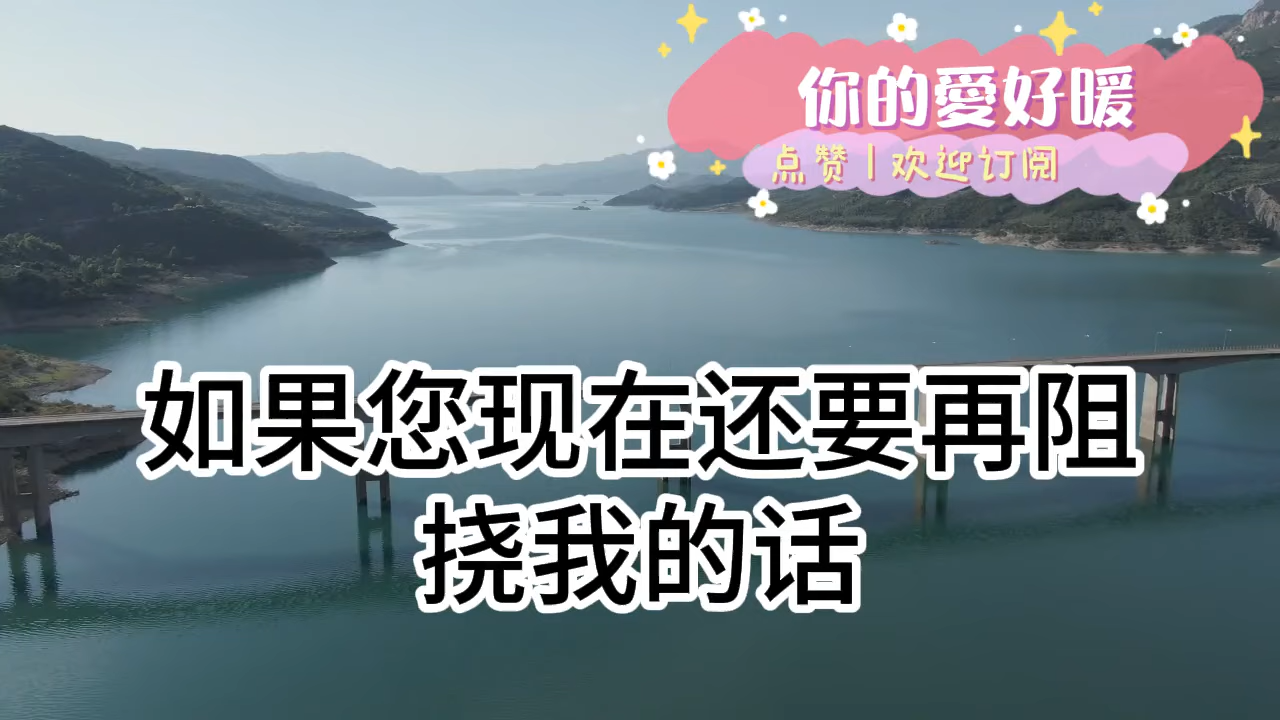 你的愛好暖
点赞丨欢迎订阅
如果您现在还要再阻
挠我的话